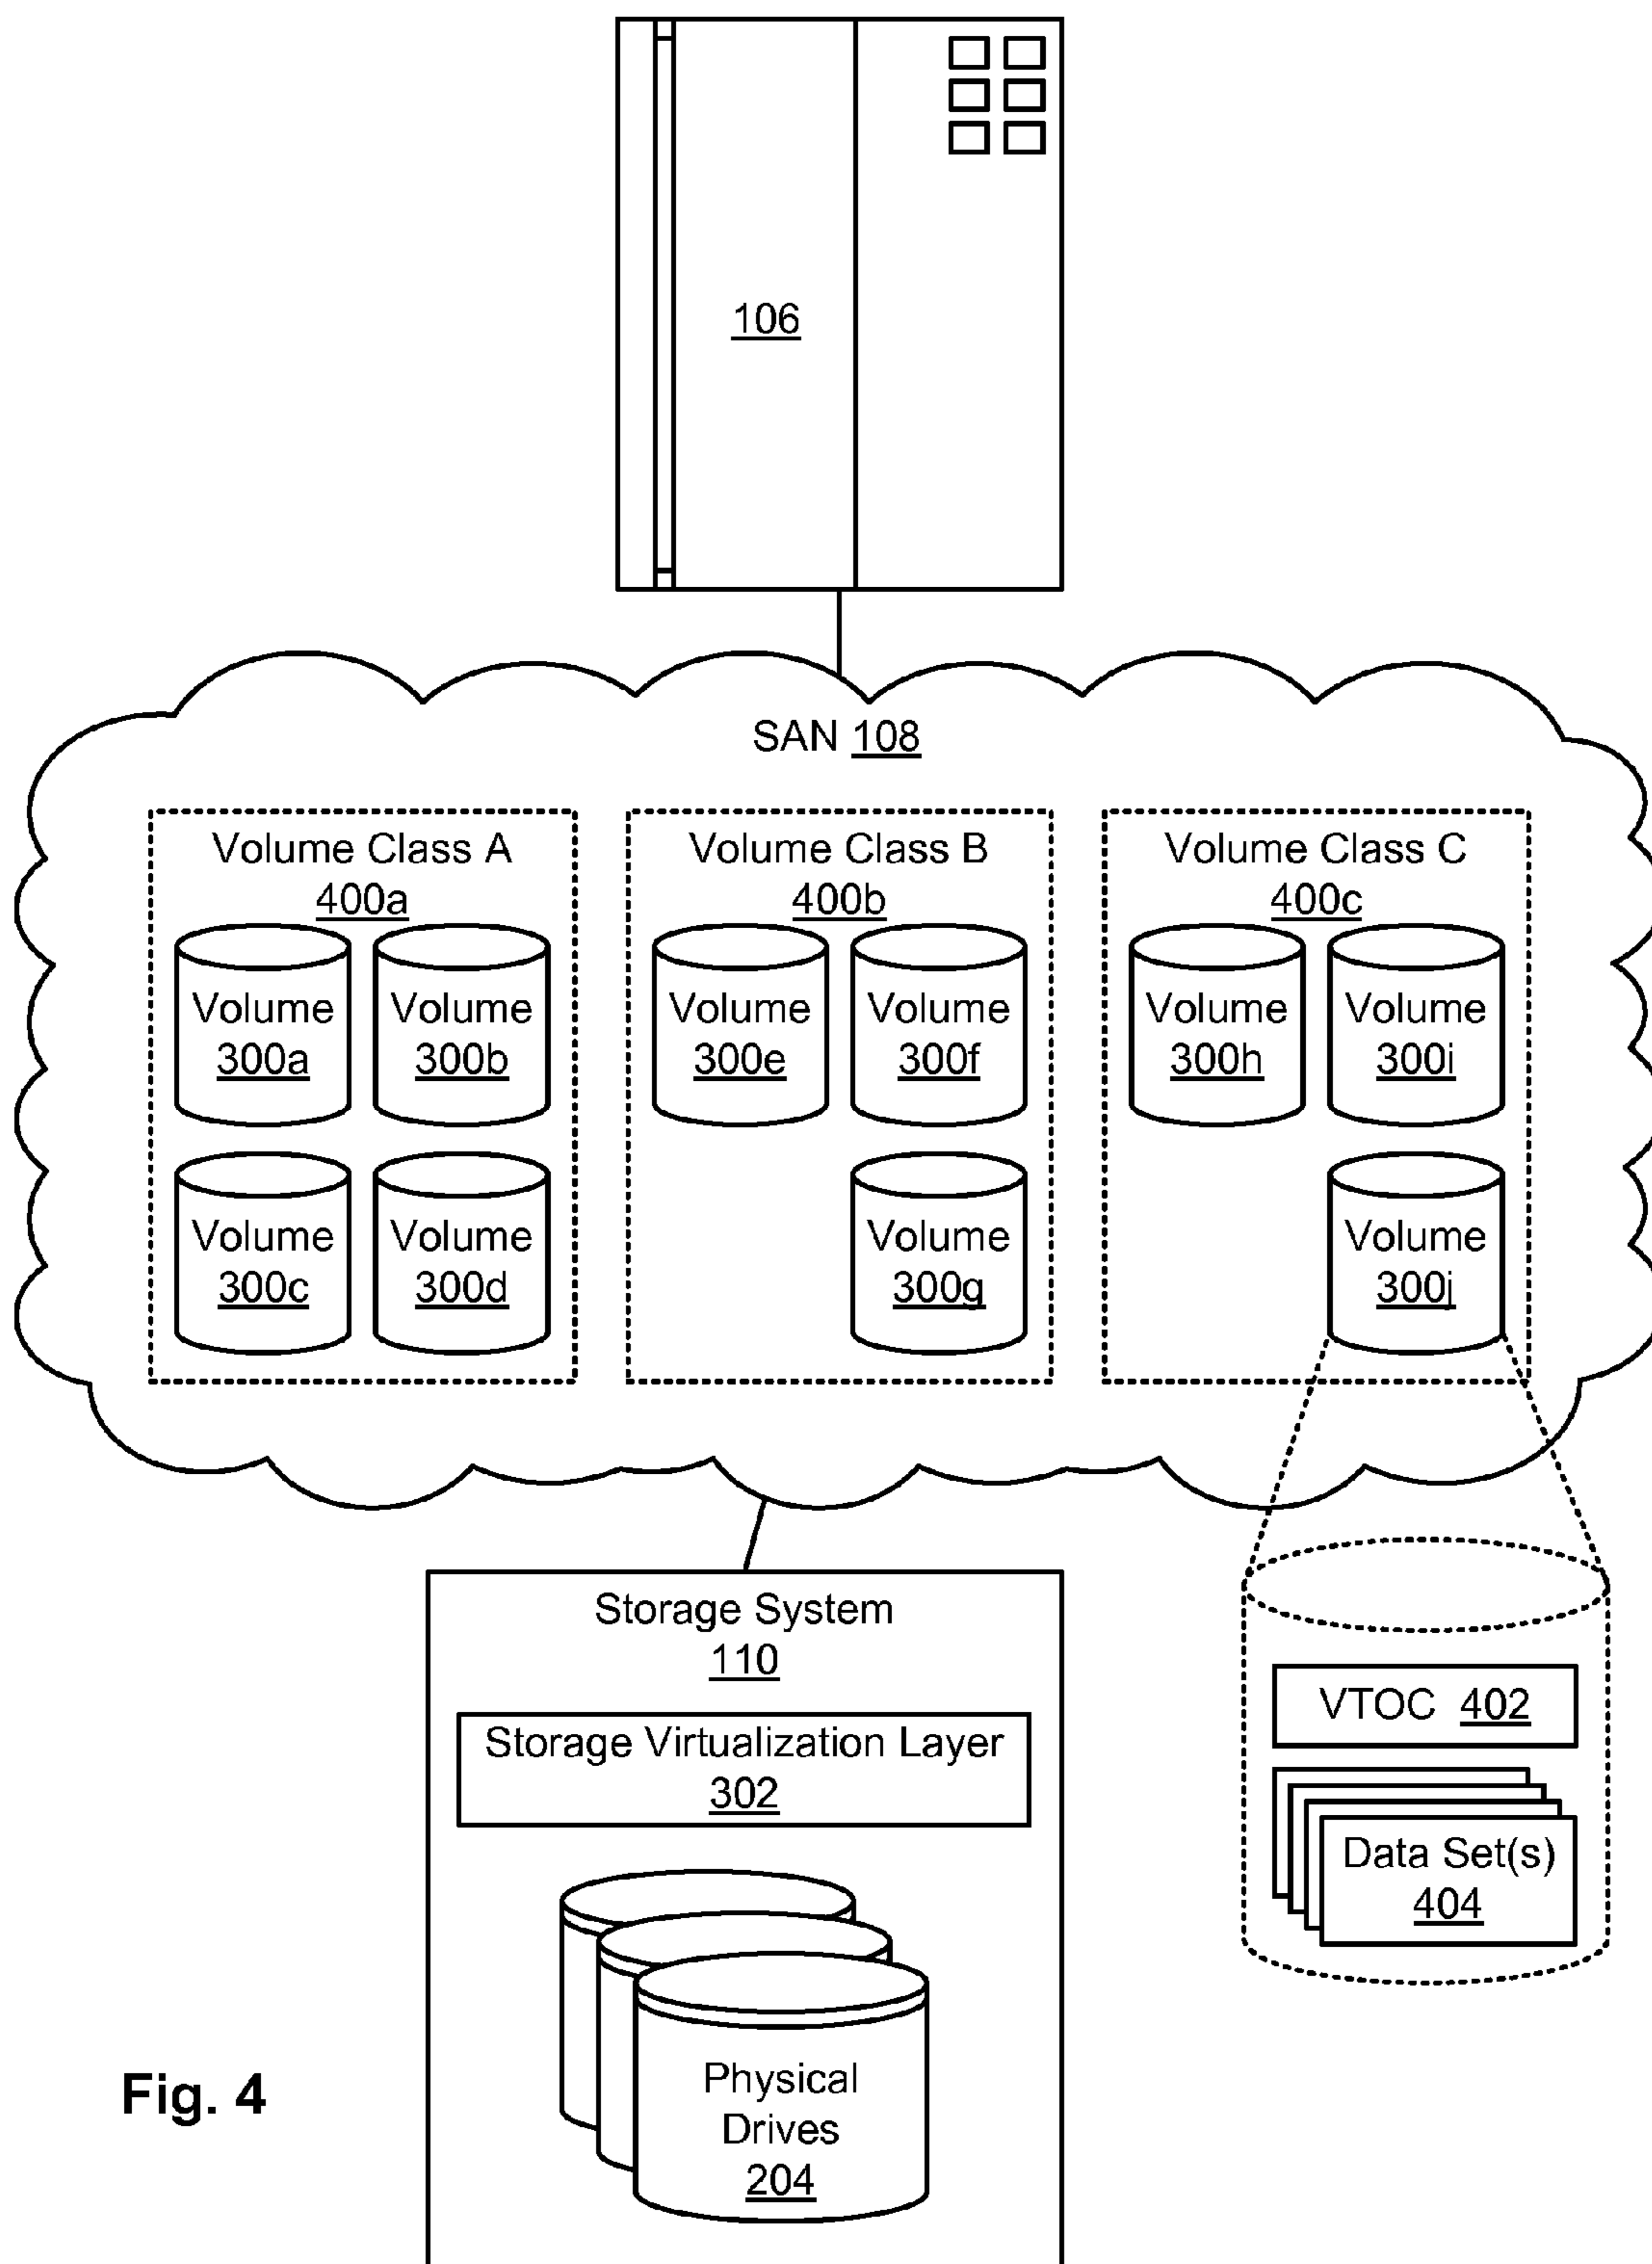 106
SAN 108
Volume Class A
400a
Volume
300a
Volume
300b
Volume
300c
Volume
300d
Volume Class B
400b
Volume
300e
Volume
300f
Volume
300g
Volume Class C
400c
Volume
300h
Volume
300i
Volume
300j
Storage System
110
Storage Virtualization Layer
302
Physical
Drives
204
VTOC 402
Data Set(s)
404
Fig. 4